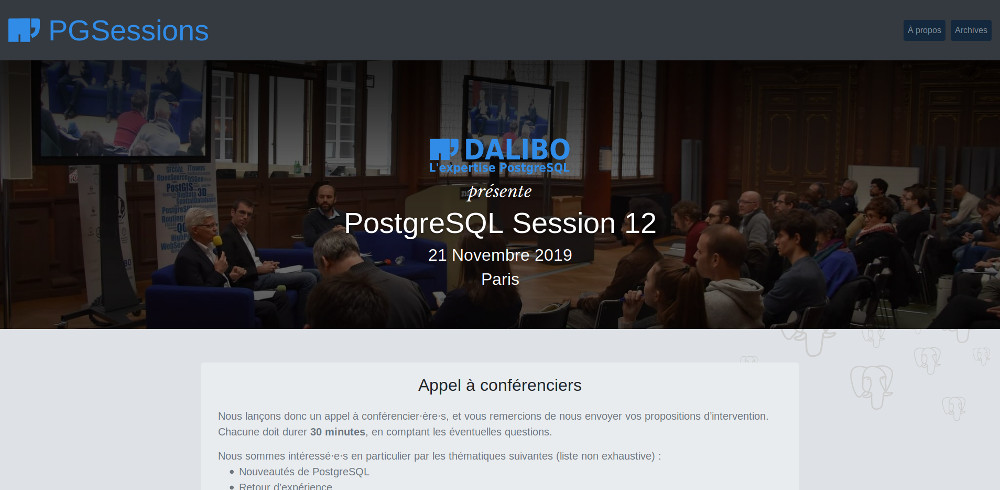 PGSessions
À propos
Archives
DALIBO
L'expertise PostgreSQL
présente
PostgreSQL Session 12
21 Novembre 2019
Paris
Appel à conférenciers
Nous lançons donc un appel à conférencier·ère·s, et vous remercions de nous envoyer vos propositions d'intervention.
Chacune doit durer 30 minutes, en comptant les éventuelles questions.
Nous sommes intéressé·e·s en particulier par les thématiques suivantes (liste non exhaustive) :
Nouveautés de PostgreSQL
Retour d'expérience